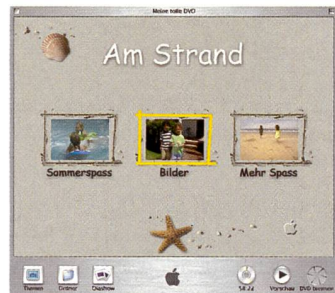 Meine tolle DVD
Am Strand
Sommerspass
Bilder
Mehr Spass
Themen
Ordner
Diashow
Vorschau
DVD brennen